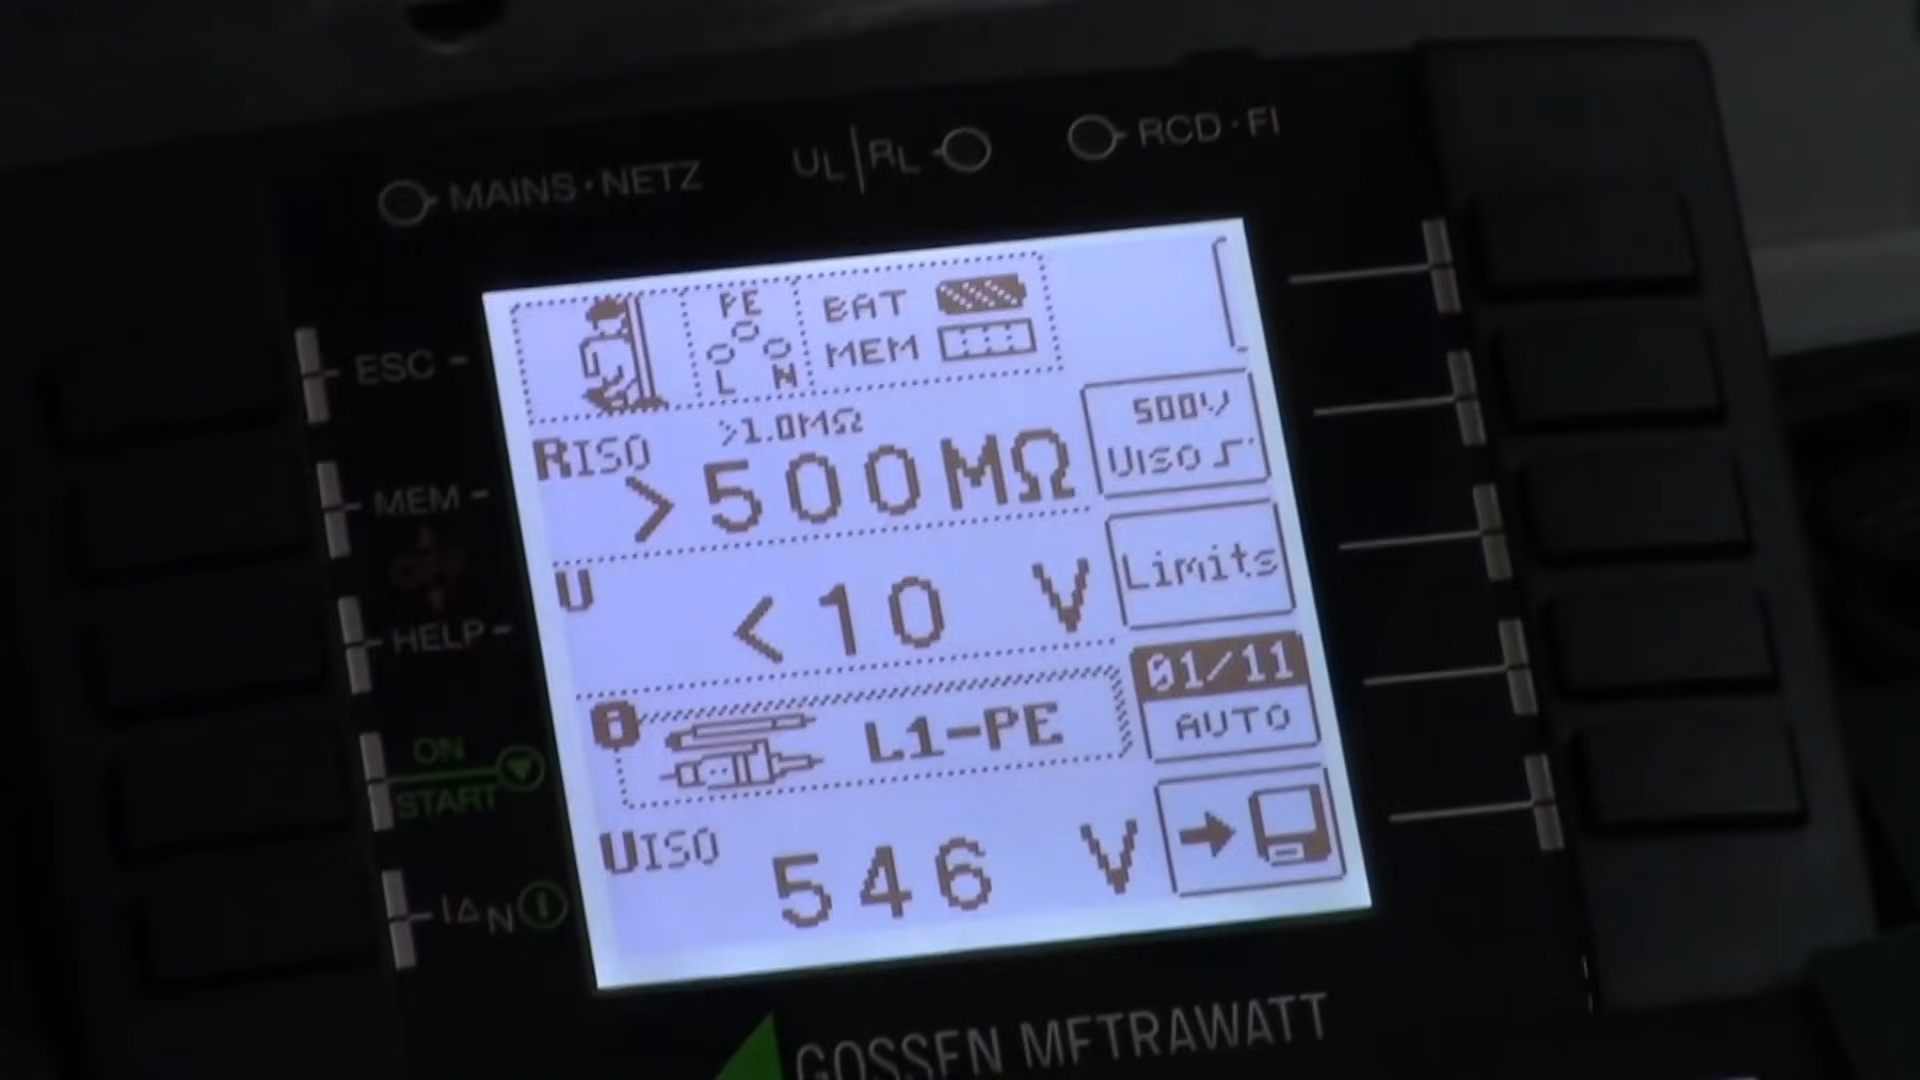 MAINS·NETZ
UL|RL
RCD·FI
ESC
MEM
OFF
HELP
ON
START
IΔN
PE
L N
BAT
MEM
RISO >1.0MΩ
>500MΩ
500V
UISO
Limits
U <10 V
01/11
AUTO
L1-PE
UISO 546 V
GOSSEN METRAWATT